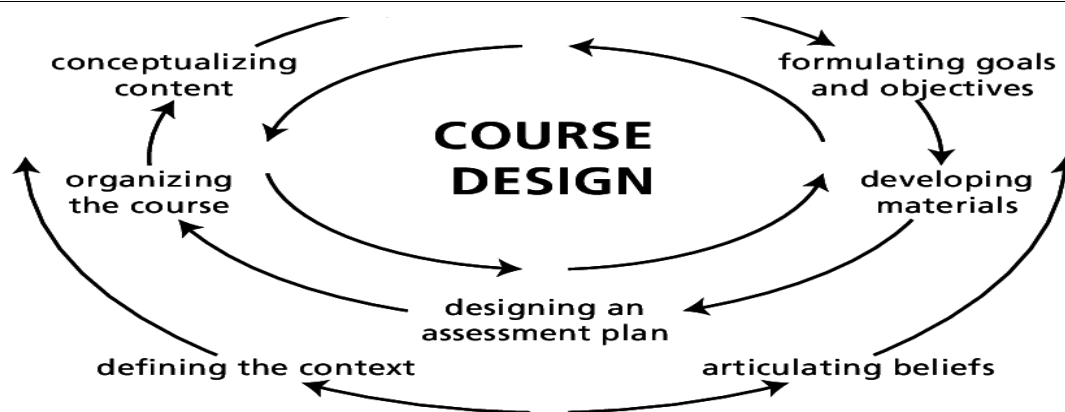 conceptualizing
content
formulating goals
and objectives
COURSE
DESIGN
organizing
the course
developing
materials
designing an
assessment plan
defining the context
articulating beliefs